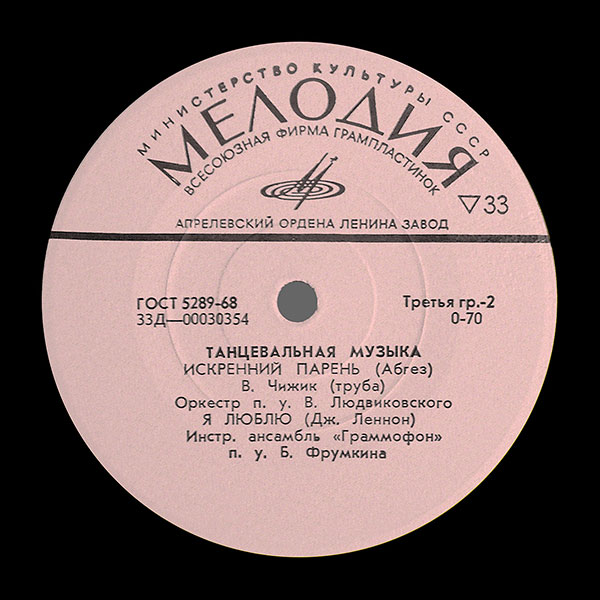 МИНИСТЕРСТВО КУЛЬТУРЫ СССР
МЕЛОДИЯ
ВСЕСОЮЗНАЯ ФИРМА ГРАМПЛАСТИНОК
▽33
АПРЕЛЕВСКИЙ ОРДЕНА ЛЕНИНА ЗАВОД
ГОСТ 5289-68 Третья гр.-2
33Д—00030354 0-70
ТАНЦЕВАЛЬНАЯ МУЗЫКА
ИСКРЕННИЙ ПАРЕНЬ (Абгез)
В. Чижик (труба)
Оркестр п. у. В. Людвиковского
Я ЛЮБЛЮ (Дж. Леннон)
Инстр. ансамбль «Граммофон»
п. у. Б. Фрумкина